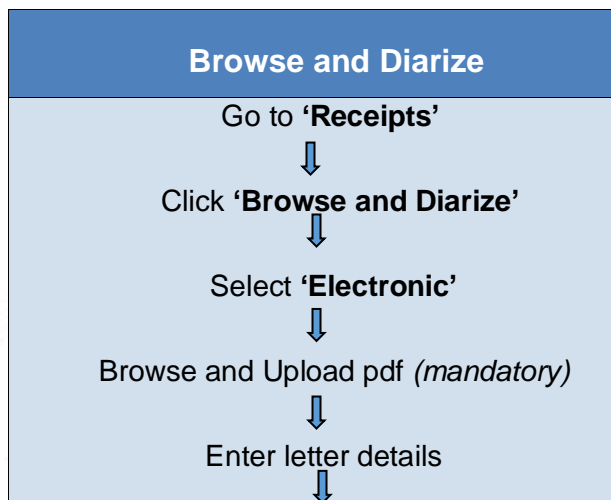 Browse and Diarize
Go to ‘Receipts’
Click ‘Browse and Diarize’
Select ‘Electronic’
Browse and Upload pdf (mandatory)
Enter letter details